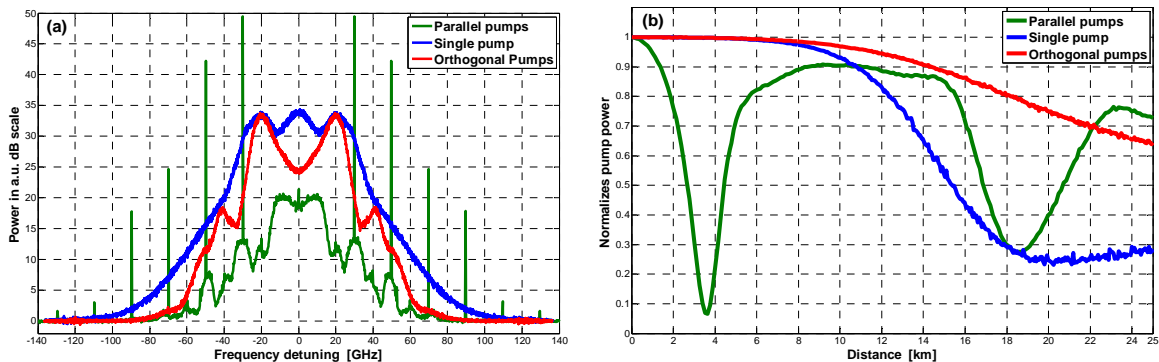 (a)
Parallel pumps
Single pump
Orthogonal Pumps
Power in a.u. dB scale
50
45
40
35
30
25
20
15
10
5
0
-140 -120 -100 -80 -60 -40 -20 0 20 40 60 80 100 120 140
Frequency detuning [GHz]
(b)
Parallel pumps
Single pump
Orthogonal pumps
Normalizes pump power
1
0.9
0.8
0.7
0.6
0.5
0.4
0.3
0.2
0.1
0
0 2 4 6 8 10 12 14 16 18 20 22 25
Distance [km]